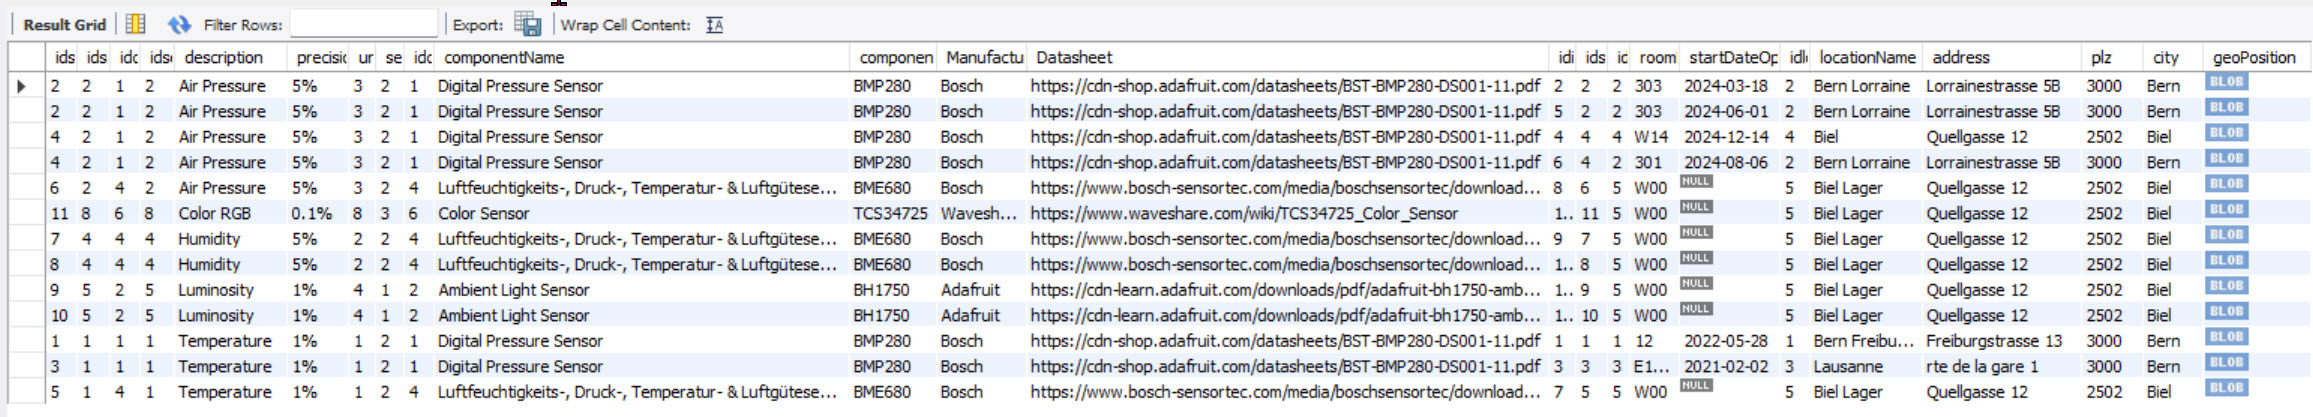 Result Grid Filter Rows: Export: Wrap Cell Content:
ids ids idc ids description precisic ur se idc componentName componen Manufactu Datasheet idi ids ic room startDateOp idl locationName address plz city geoPosition
2 2 1 2 Air Pressure 5% 3 2 1 Digital Pressure Sensor BMP280 Bosch https://cdn-shop.adafruit.com/datasheets/BST-BMP280-DS001-11.pdf 2 2 2 303 2024-03-18 2 Bern Lorraine Lorrainestrasse 5B 3000 Bern BLOB
2 2 1 2 Air Pressure 5% 3 2 1 Digital Pressure Sensor BMP280 Bosch https://cdn-shop.adafruit.com/datasheets/BST-BMP280-DS001-11.pdf 5 2 2 303 2024-06-01 2 Bern Lorraine Lorrainestrasse 5B 3000 Bern BLOB
4 2 1 2 Air Pressure 5% 3 2 1 Digital Pressure Sensor BMP280 Bosch https://cdn-shop.adafruit.com/datasheets/BST-BMP280-DS001-11.pdf 4 4 4 W14 2024-12-14 4 Biel Quellgasse 12 2502 Biel BLOB
4 2 1 2 Air Pressure 5% 3 2 1 Digital Pressure Sensor BMP280 Bosch https://cdn-shop.adafruit.com/datasheets/BST-BMP280-DS001-11.pdf 6 4 2 301 2024-08-06 2 Bern Lorraine Lorrainestrasse 5B 3000 Bern BLOB
6 2 4 2 Air Pressure 5% 3 2 4 Luftfeuchtigkeits-, Druck-, Temperatur- & Luftgütese... BME680 Bosch https://www.bosch-sensortec.com/media/boschsensortec/download... 8 6 5 W00 NULL 5 Biel Lager Quellgasse 12 2502 Biel BLOB
11 8 6 8 Color RGB 0.1% 8 3 6 Color Sensor TCS34725 Wavesh... https://www.waveshare.com/wiki/TCS34725_Color_Sensor 1.. 11 5 W00 NULL 5 Biel Lager Quellgasse 12 2502 Biel BLOB
7 4 4 4 Humidity 5% 2 2 4 Luftfeuchtigkeits-, Druck-, Temperatur- & Luftgütese... BME680 Bosch https://www.bosch-sensortec.com/media/boschsensortec/download... 9 7 5 W00 NULL 5 Biel Lager Quellgasse 12 2502 Biel BLOB
8 4 4 4 Humidity 5% 2 2 4 Luftfeuchtigkeits-, Druck-, Temperatur- & Luftgütese... BME680 Bosch https://www.bosch-sensortec.com/media/boschsensortec/download... 1.. 8 5 W00 NULL 5 Biel Lager Quellgasse 12 2502 Biel BLOB
9 5 2 5 Luminosity 1% 4 1 2 Ambient Light Sensor BH1750 Adafruit https://cdn-learn.adafruit.com/downloads/pdf/adafruit-bh1750-amb... 1.. 9 5 W00 NULL 5 Biel Lager Quellgasse 12 2502 Biel BLOB
10 5 2 5 Luminosity 1% 4 1 2 Ambient Light Sensor BH1750 Adafruit https://cdn-learn.adafruit.com/downloads/pdf/adafruit-bh1750-amb... 1.. 10 5 W00 NULL 5 Biel Lager Quellgasse 12 2502 Biel BLOB
1 1 1 1 Temperature 1% 1 2 1 Digital Pressure Sensor BMP280 Bosch https://cdn-shop.adafruit.com/datasheets/BST-BMP280-DS001-11.pdf 1 1 1 12 2022-05-28 1 Bern Freibu... Freiburgstrasse 13 3000 Bern BLOB
3 1 1 1 Temperature 1% 1 2 1 Digital Pressure Sensor BMP280 Bosch https://cdn-shop.adafruit.com/datasheets/BST-BMP280-DS001-11.pdf 3 3 3 E1... 2021-02-02 3 Lausanne rte de la gare 1 3000 Bern BLOB
5 1 4 1 Temperature 1% 1 2 4 Luftfeuchtigkeits-, Druck-, Temperatur- & Luftgütese... BME680 Bosch https://www.bosch-sensortec.com/media/boschsensortec/download... 7 5 5 W00 NULL 5 Biel Lager Quellgasse 12 2502 Biel BLOB